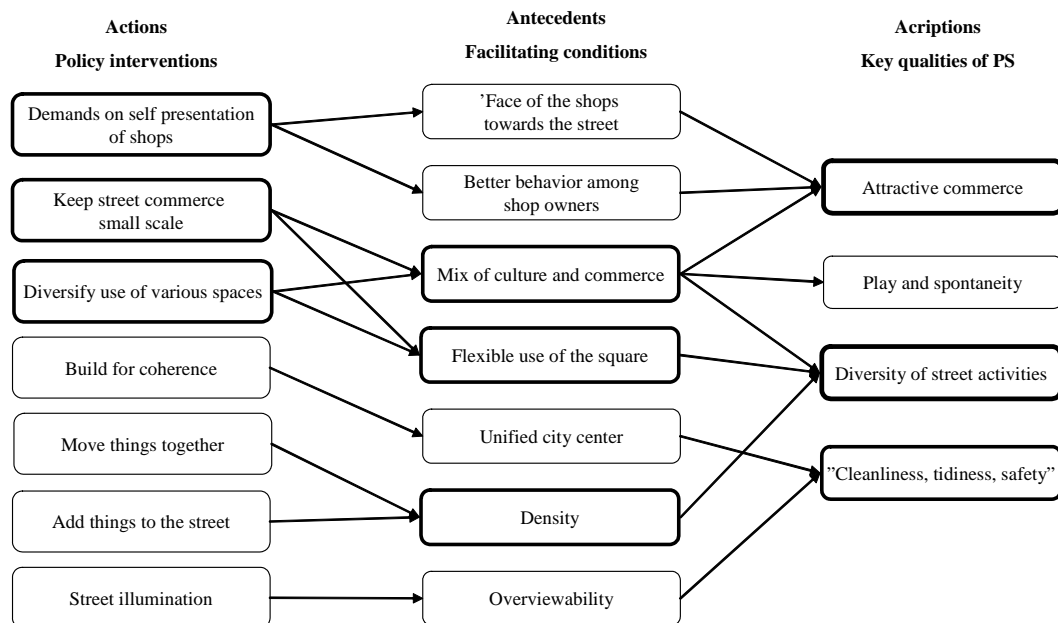 Actions
Policy interventions
Antecedents
Facilitating conditions
Acriptions
Key qualities of PS
Demands on self presentation
of shops
Keep street commerce
small scale
Diversify use of various spaces
Build for coherence
Move things together
Add things to the street
Street illumination
’Face of the shops
towards the street
Better behavior among
shop owners
Mix of culture and commerce
Flexible use of the square
Unified city center
Density
Overviewability
Attractive commerce
Play and spontaneity
Diversity of street activities
”Cleanliness, tidiness, safety”